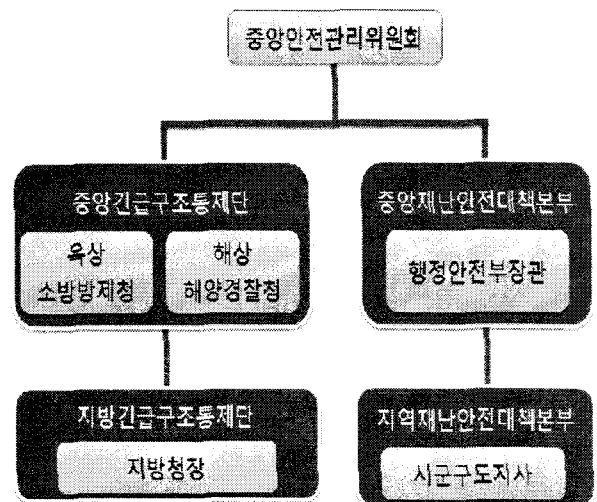 중앙안전관리위원회
중앙긴급구조통제단
육상
소방방제청
해상
해양경찰청
중앙재난안전대책본부
행정안전부장관
지방긴급구조통제단
지방청장
지역재난안전대책본부
시군구도지사